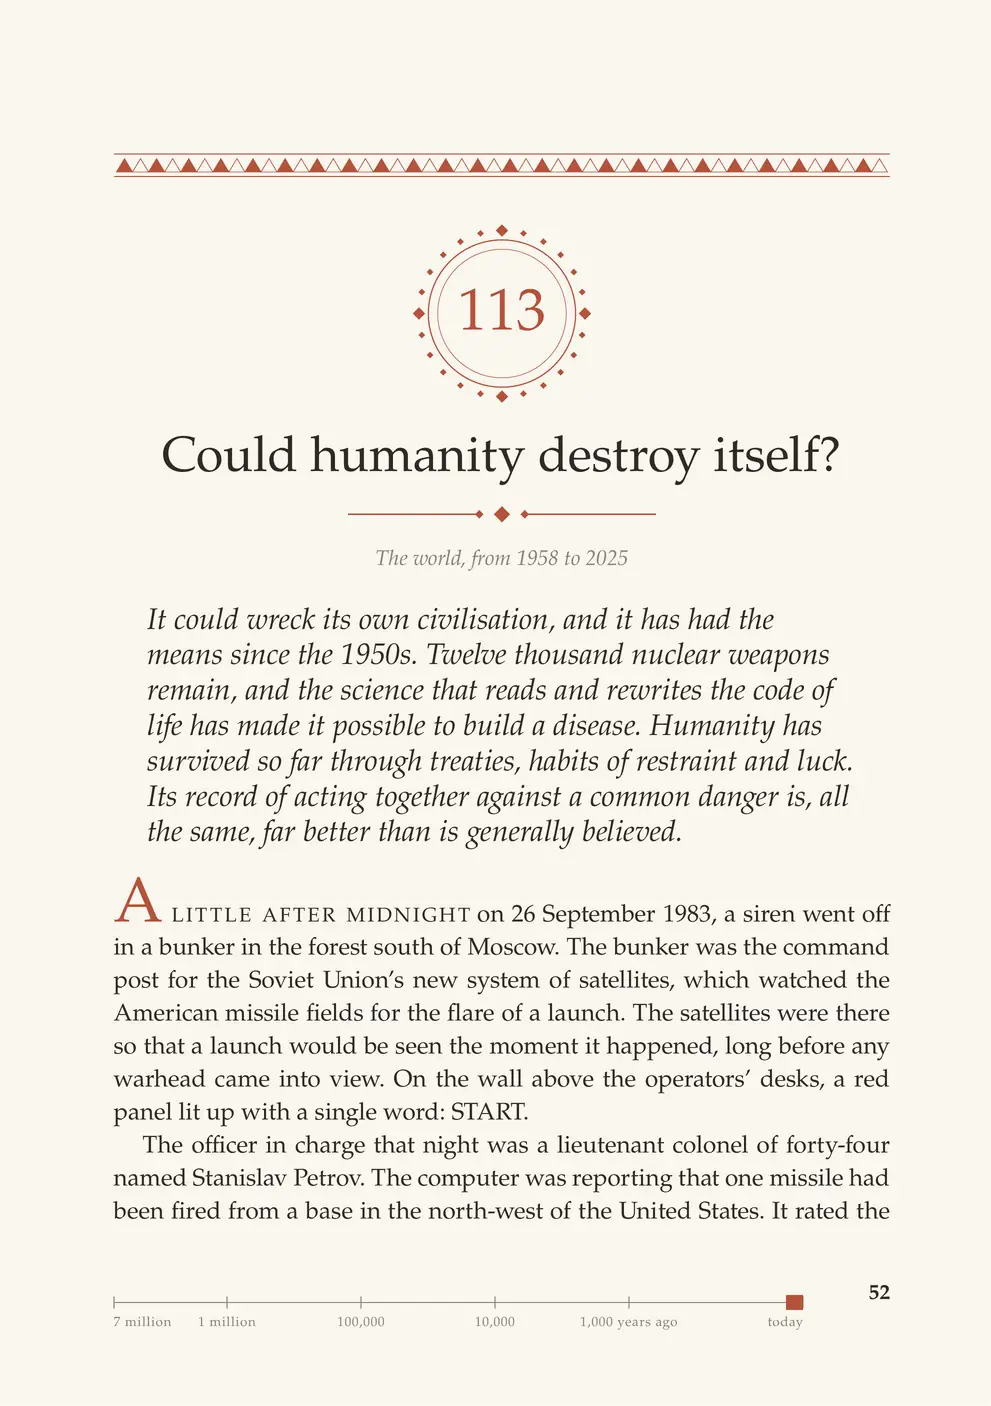 113
Could humanity destroy itself?
The world, from 1958 to 2025
It could wreck its own civilisation, and it has had the
means since the 1950s. Twelve thousand nuclear weapons
remain, and the science that reads and rewrites the code of
life has made it possible to build a disease. Humanity has
survived so far through treaties, habits of restraint and luck.
Its record of acting together against a common danger is, all
the same, far better than is generally believed.
A LITTLE AFTER MIDNIGHT on 26 September 1983, a siren went off
in a bunker in the forest south of Moscow. The bunker was the command
post for the Soviet Union’s new system of satellites, which watched the
American missile fields for the flare of a launch. The satellites were there
so that a launch would be seen the moment it happened, long before any
warhead came into view. On the wall above the operators’ desks, a red
panel lit up with a single word: START.
The officer in charge that night was a lieutenant colonel of forty-four
named Stanislav Petrov. The computer was reporting that one missile had
been fired from a base in the north-west of the United States. It rated the
52
7 million 1 million 100,000 10,000 1,000 years ago today